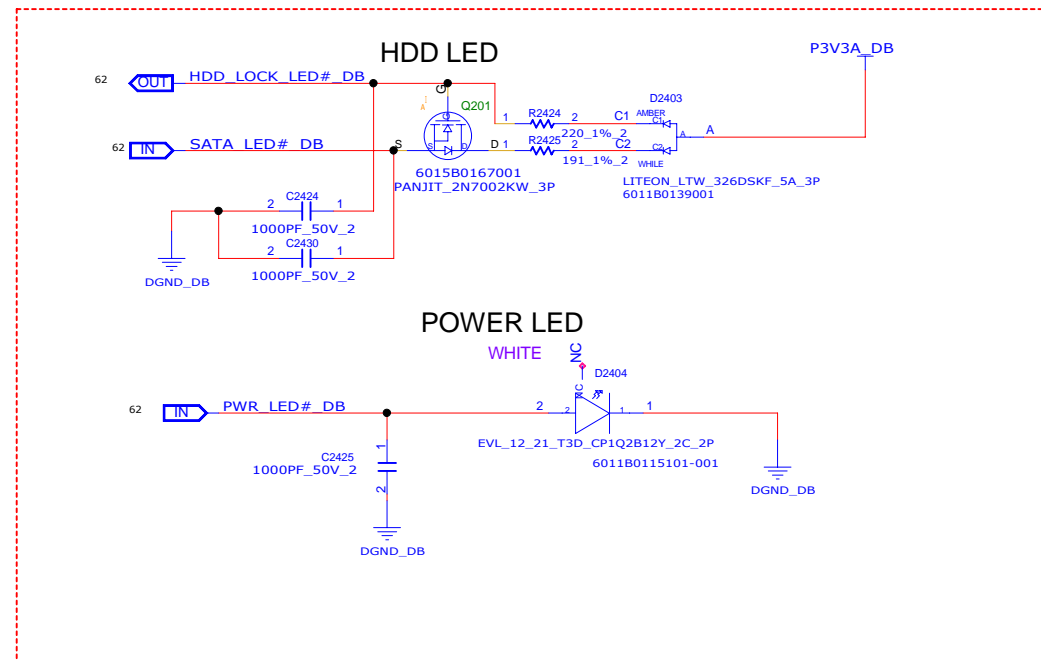 HDD LED
P3V3A_DB
62 OUT HDD_LOCK_LED#_DB
G
A
Q201
D2403
1 R2424 2 C1 AMBER C1
220_1%_2
A A
62 IN SATA_LED#_DB S S G D D 1 R2425 2 C2 C2
191_1%_2 WHILE
6015B0167001
PANJIT_2N7002KW_3P
LITEON_LTW_326DSKF_5A_3P
6011B0139001
2 C2424 1
1000PF_50V_2
2 C2430 1
1000PF_50V_2
DGND_DB
POWER LED
WHITE
NC
D2404
NC
62 IN PWR_LED#_DB 2 2 1 1
EVL_12_21_T3D_CP1Q2B12Y_2C_2P
6011B0115101-001
1
C2425
1000PF_50V_2
2
DGND_DB
DGND_DB